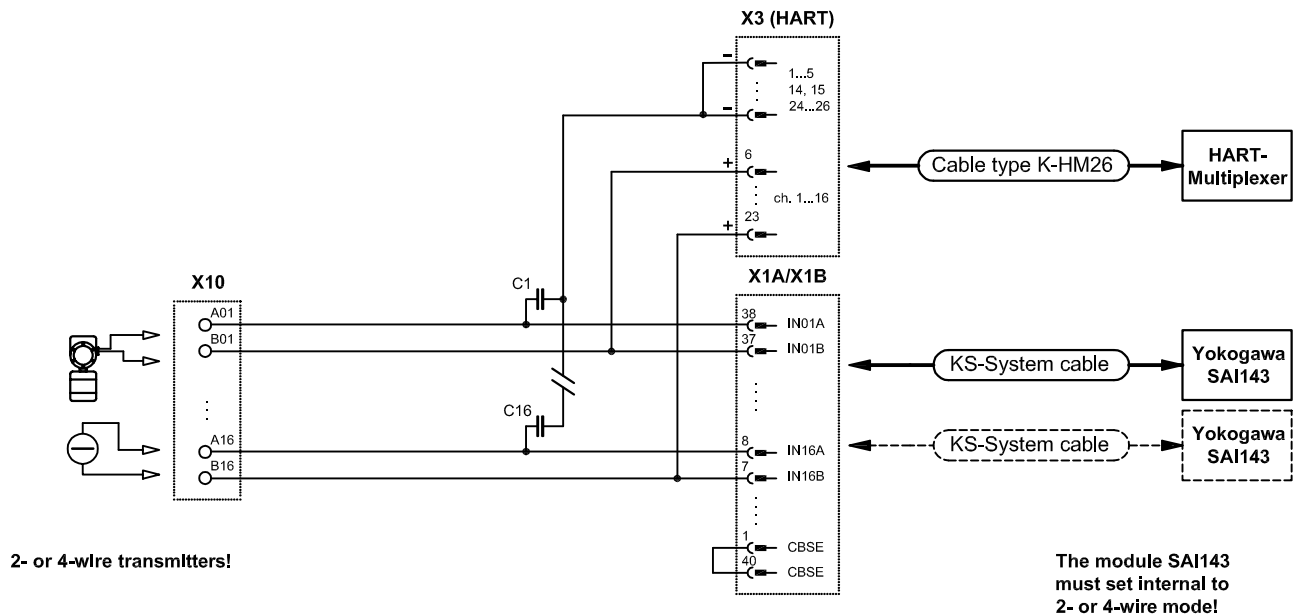 X3 (HART)
−
1...5
14, 15
24...26
−
+
6
ch. 1...16
+
23
Cable type K-HM26
HART-
Multiplexer
X10
X1A/X1B
C1
A01
38
IN01A
B01
37
IN01B
KS-System cable
Yokogawa
SAI143
C16
A16
8
IN16A
B16
7
IN16B
KS-System cable
Yokogawa
SAI143
1
CBSE
40
CBSE
2- or 4-wire transmitters!
The module SAI143
must set internal to
2- or 4-wire mode!